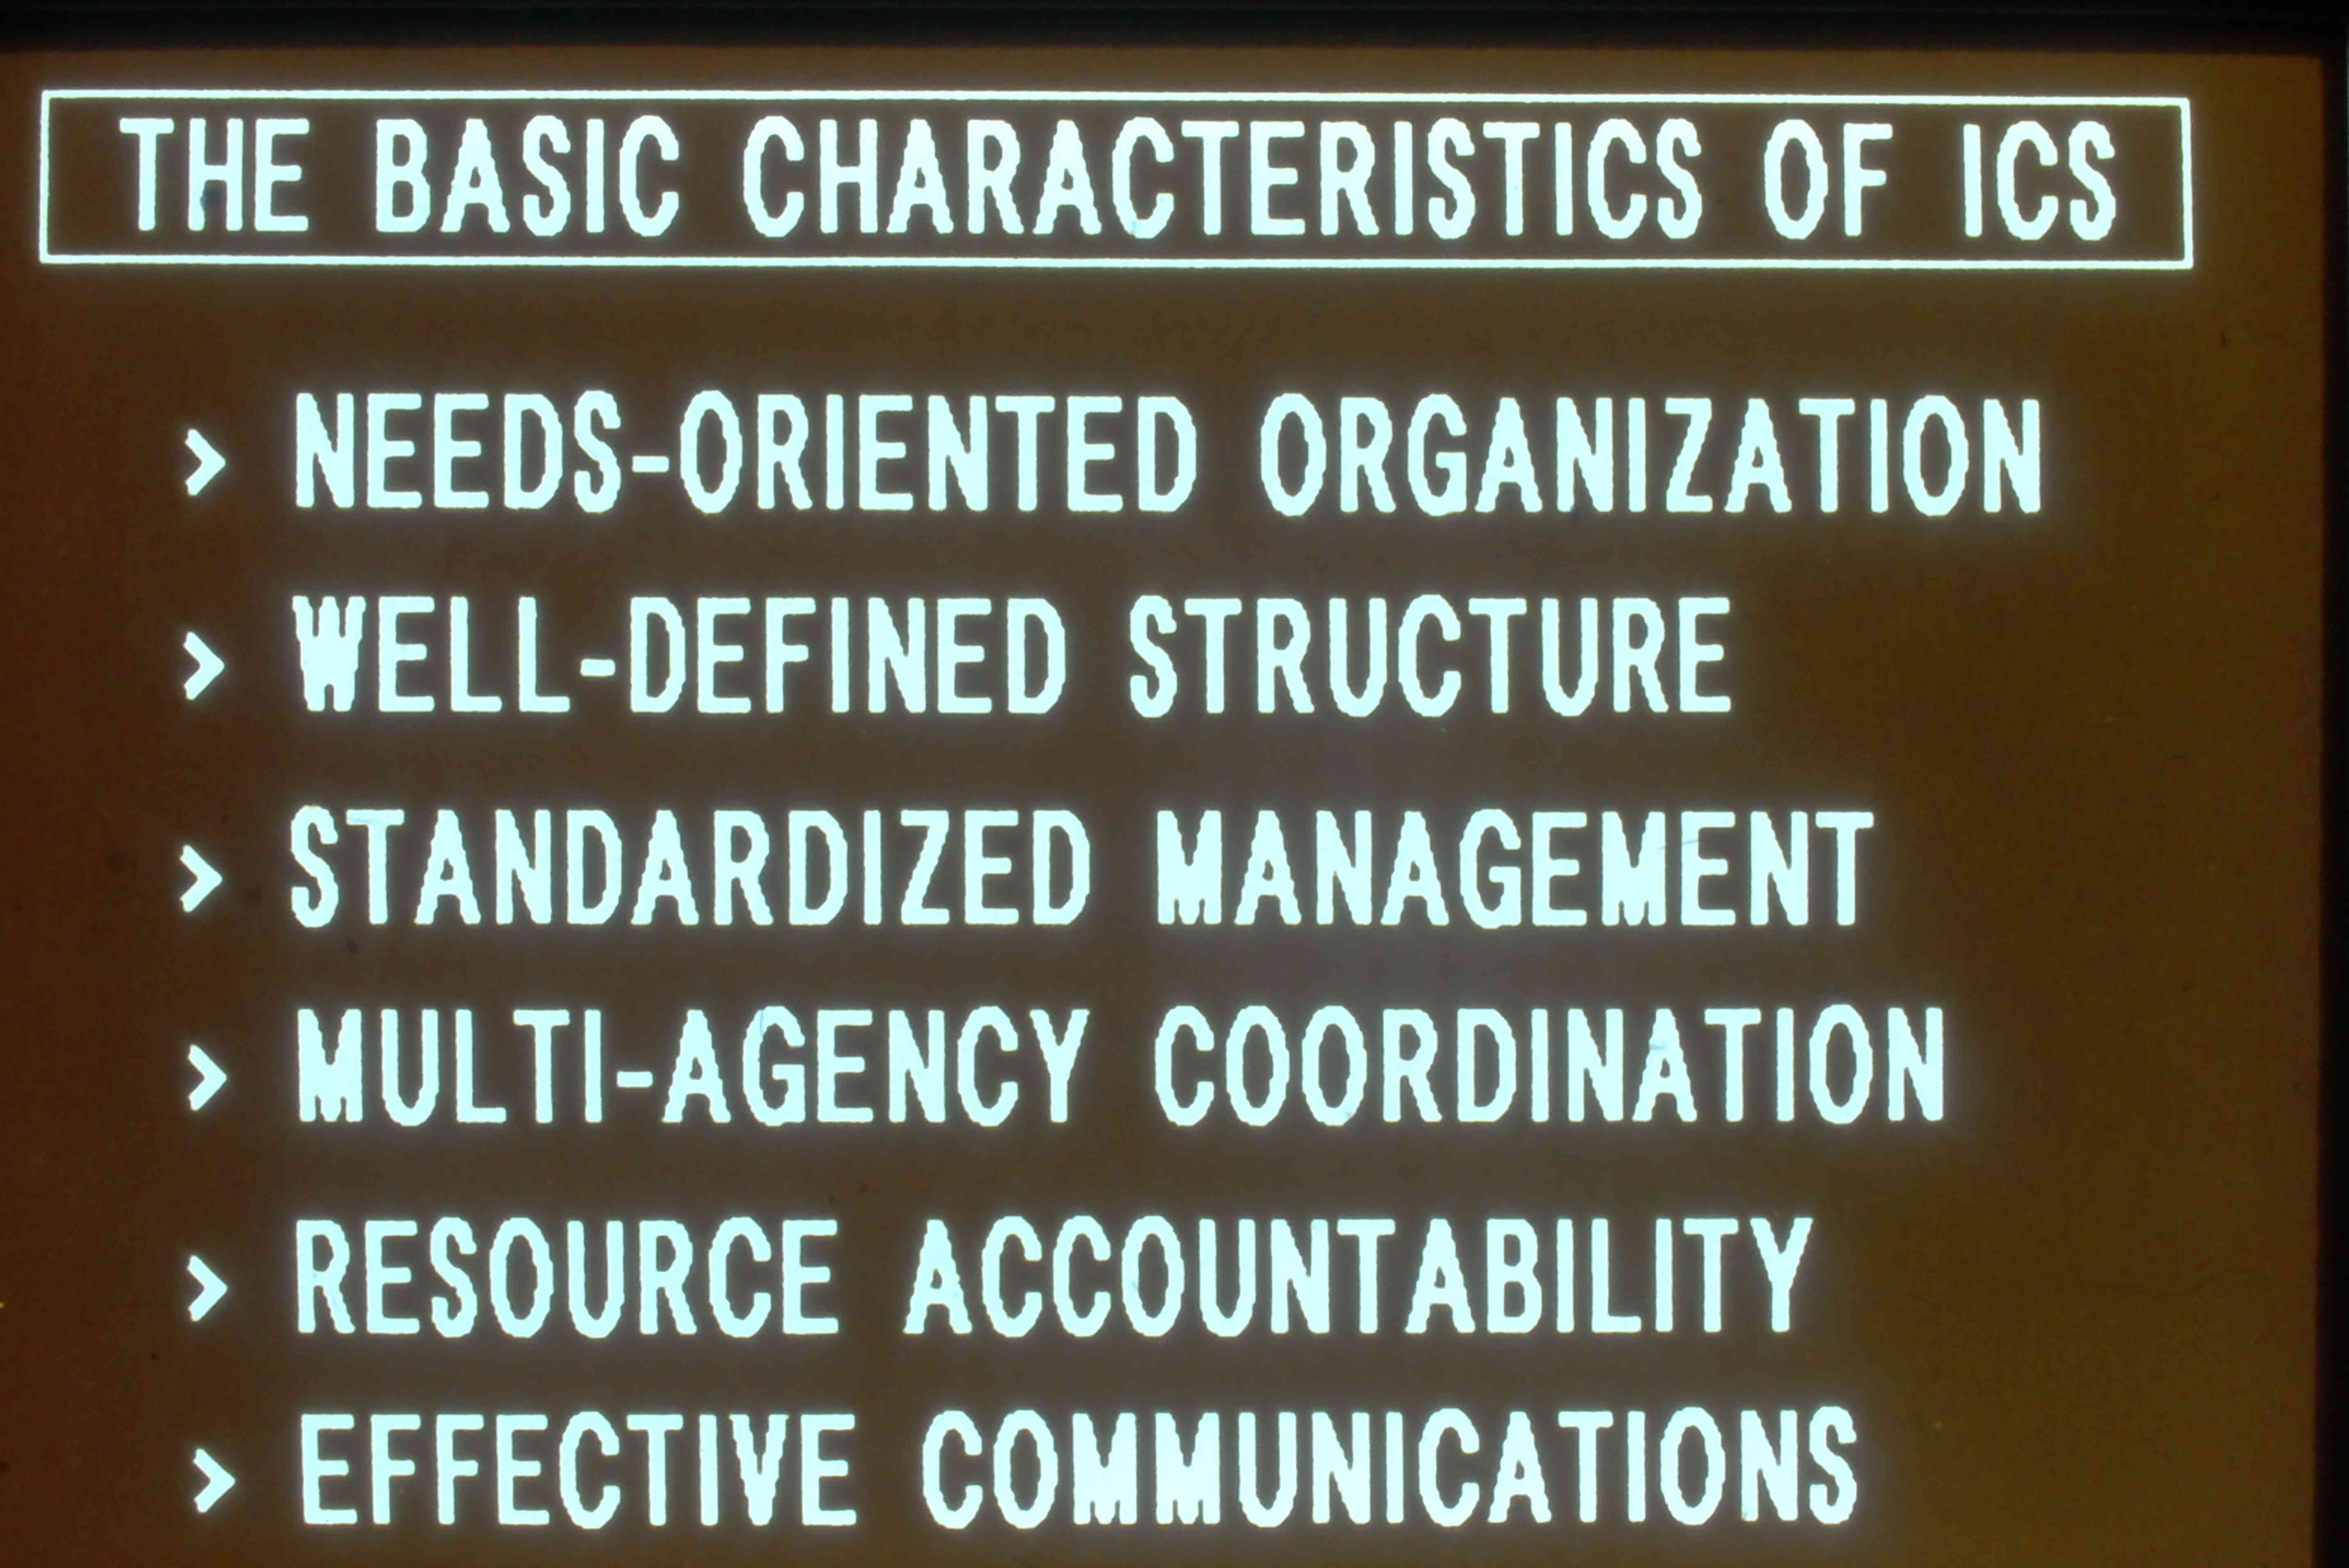 THE BASIC CHARACTERISTICS OF ICS
> NEEDS-ORIENTED ORGANIZATION
> WELL-DEFINED STRUCTURE
> STANDARDIZED MANAGEMENT
> MULTI-AGENCY COORDINATION
> RESOURCE ACCOUNTABILITY
> EFFECTIVE COMMUNICATIONS